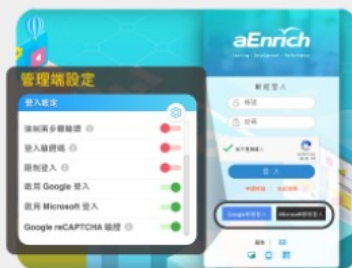 管理端設定
登入設定
強制兩步驟驗證
登入驗證碼
限制登入
啟用 Google 登入
啟用 Microsoft 登入
Google reCAPTCHA 驗證
aEnrich
Learning．Development．Performance
歡迎登入
帳號
密碼
我不是機器人
登 入